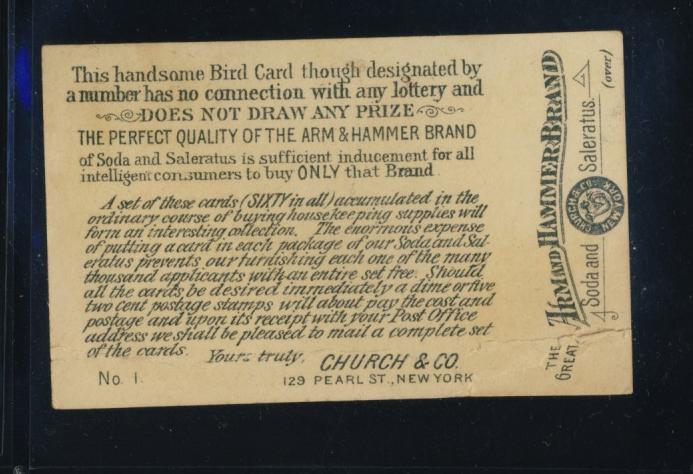 This handsome Bird Card though designated by
a number has no connection with any lottery and
DOES NOT DRAW ANY PRIZE
THE PERFECT QUALITY OF THE ARM & HAMMER BRAND
of Soda and Saleratus is sufficient inducement for all
intelligent consumers to buy ONLY that Brand
A set of these cards (SIXTY in all) accumulated in the
ordinary course of buying housekeeping supplies will
form an interesting collection. The enormous expense
of putting a card in each package of our Soda and Sal-
eratus prevents our furnishing each one of the many
thousand applicants with an entire set free. Should
all the cards, be desired immediately a dime or five
two cent postage stamps will about pay the cost and
postage and upon its receipt with your Post Office
address we shall be pleased to mail a complete set
of the cards. Yours truly,
CHURCH & CO.
No. 1. 129 PEARL ST., NEW YORK
THE GREAT
ARM AND HAMMER BRAND
Soda and Saleratus.
CHURCH & CO.
NEW YORK
(over)